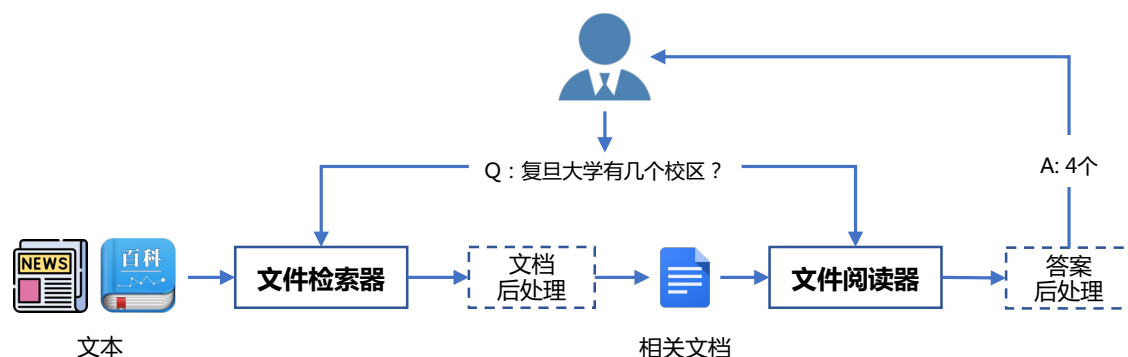 Q：复旦大学有几个校区？
A: 4个
NEWS
百科
文件检索器
文档
后处理
文件阅读器
答案
后处理
文本
相关文档